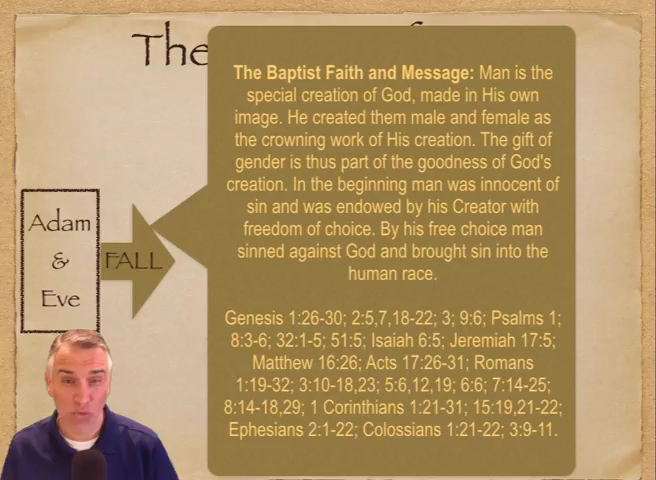 The
The Baptist Faith and Message: Man is the
special creation of God, made in His own
image. He created them male and female as
the crowning work of His creation. The gift of
gender is thus part of the goodness of God's
creation. In the beginning man was innocent of
sin and was endowed by his Creator with
freedom of choice. By his free choice man
sinned against God and brought sin into the
human race.
Genesis 1:26-30; 2:5,7,18-22; 3; 9:6; Psalms 1;
8:3-6; 32:1-5; 51:5; Isaiah 6:5; Jeremiah 17:5;
Matthew 16:26; Acts 17:26-31; Romans
1:19-32; 3:10-18,23; 5:6,12,19; 6:6; 7:14-25;
8:14-18,29; 1 Corinthians 1:21-31; 15:19,21-22;
Ephesians 2:1-22; Colossians 1:21-22; 3:9-11.
Adam
&
Eve
FALL